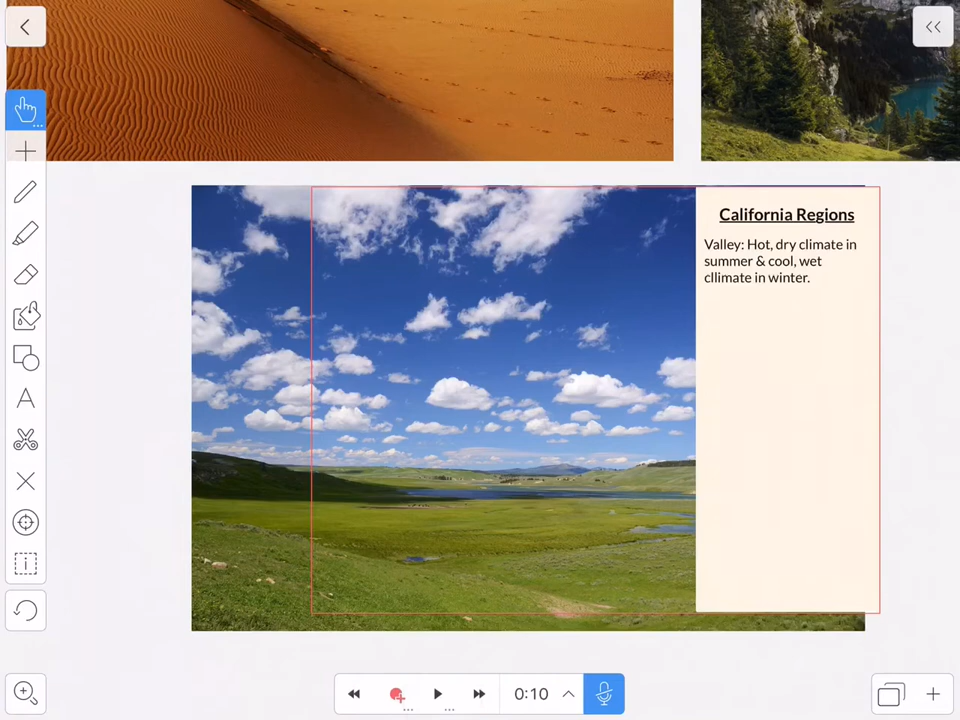 California Regions
Valley: Hot, dry climate in
summer & cool, wet
cllimate in winter.
0:10